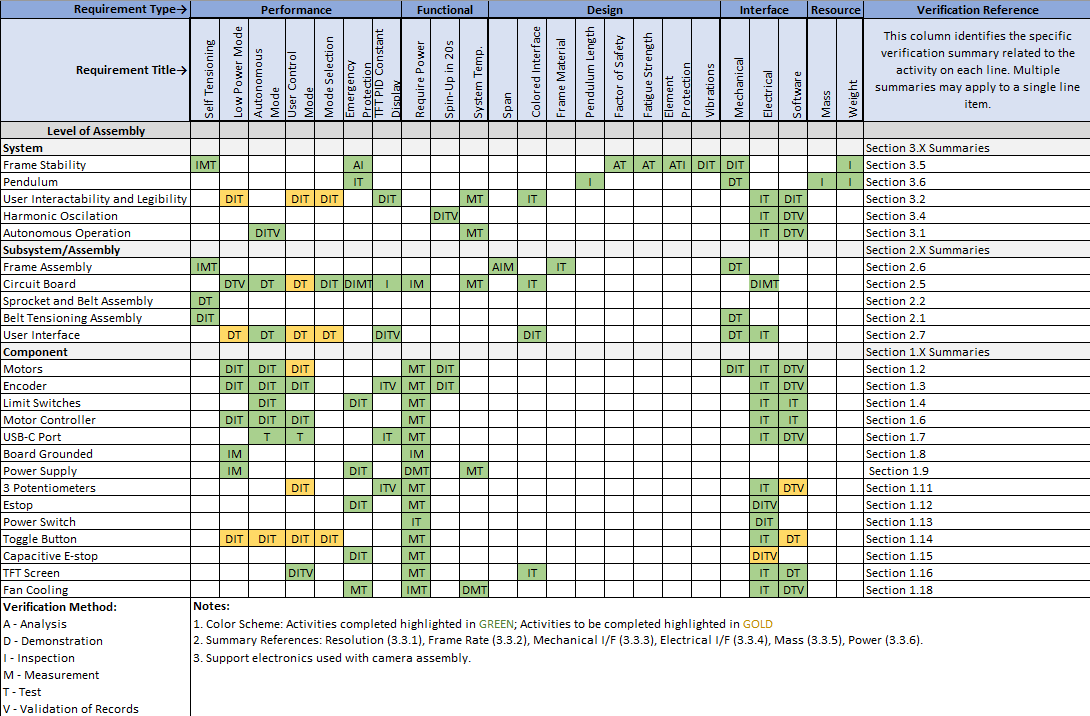 Requirement Type→ Performance Functional Design Interface Resource Verification Reference
Requirement Title→ Self Tensioning Low Power Mode Autonomous Mode User Control Mode Mode Selection Emergency Protection TFT PID Constant Display Require Power Spin-Up in 20s System Temp. Span Colored Interface Frame Material Pendulum Length Factor of Safety Fatigue Strength Element Protection Vibrations Mechanical Electrical Software Mass Weight
This column identifies the specific
verification summary related to the
activity on each line. Multiple
summaries may apply to a single line
item.
Level of Assembly
System Section 3.X Summaries
Frame Stability IMT AI AT AT ATI DIT DIT I Section 3.5
Pendulum IT I DT I I Section 3.6
User Interactability and Legibility DIT DIT DIT DIT MT IT IT DIT Section 3.2
Harmonic Oscilation DITV IT DTV Section 3.4
Autonomous Operation DITV MT IT DTV Section 3.1
Subsystem/Assembly Section 2.X Summaries
Frame Assembly IMT AIM IT DT Section 2.6
Circuit Board DTV DT DT DIT DIMT I IM MT IT DIMT Section 2.5
Sprocket and Belt Assembly DT Section 2.2
Belt Tensioning Assembly DIT DT Section 2.1
User Interface DT DT DT DT DITV DIT DT IT Section 2.7
Component Section 1.X Summaries
Motors DIT DIT DIT MT DIT DIT IT DTV Section 1.2
Encoder DIT DIT DIT ITV MT DIT IT DTV Section 1.3
Limit Switches DIT DIT MT IT IT Section 1.4
Motor Controller DIT DIT DIT MT IT IT Section 1.6
USB-C Port T T IT MT IT DTV Section 1.7
Board Grounded IM IM Section 1.8
Power Supply IM DIT DMT MT Section 1.9
3 Potentiometers DIT ITV MT IT DTV Section 1.11
Estop DIT MT DITV Section 1.12
Power Switch IT DIT Section 1.13
Toggle Button DIT DIT DIT DIT MT IT DT Section 1.14
Capacitive E-stop DIT MT DITV Section 1.15
TFT Screen DITV MT IT IT DT Section 1.16
Fan Cooling MT IMT DMT IT DTV Section 1.18
Verification Method:
A - Analysis
D - Demonstration
I - Inspection
M - Measurement
T - Test
V - Validation of Records
Notes:
1. Color Scheme: Activities completed highlighted in GREEN; Activities to be completed highlighted in GOLD
2. Summary References: Resolution (3.3.1), Frame Rate (3.3.2), Mechanical I/F (3.3.3), Electrical I/F (3.3.4), Mass (3.3.5), Power (3.3.6).
3. Support electronics used with camera assembly.